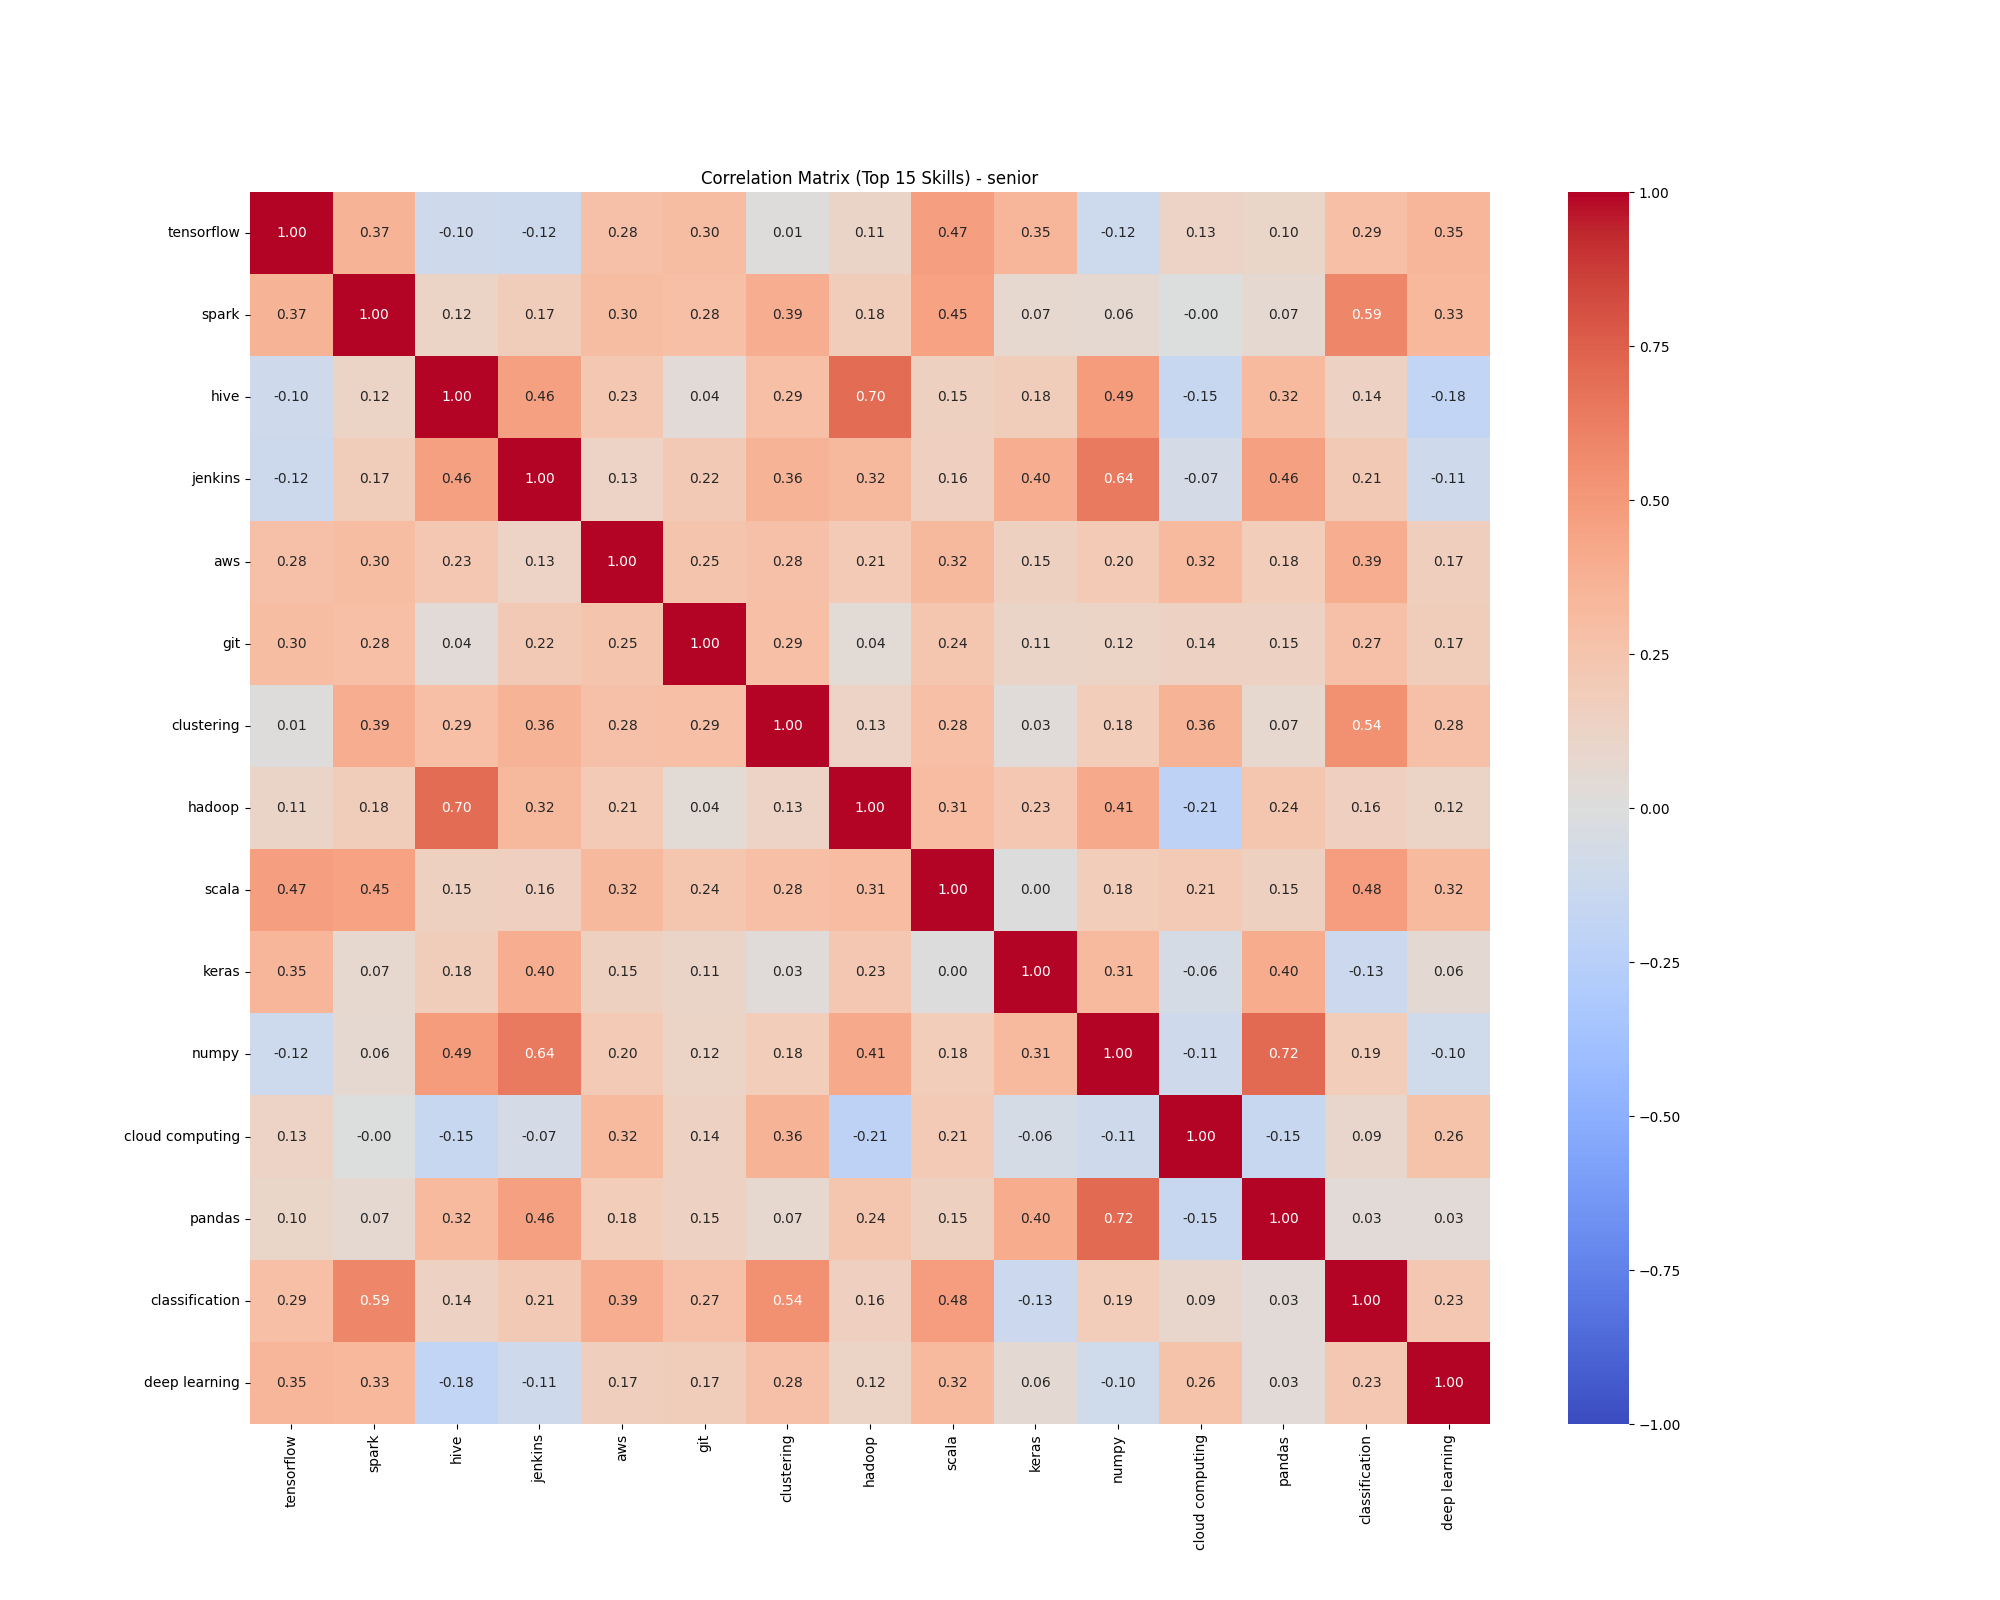 Correlation Matrix (Top 15 Skills) - senior
tensorflow 1.00 0.37 -0.10 -0.12 0.28 0.30 0.01 0.11 0.47 0.35 -0.12 0.13 0.10 0.29 0.35
spark 0.37 1.00 0.12 0.17 0.30 0.28 0.39 0.18 0.45 0.07 0.06 -0.00 0.07 0.59 0.33
hive -0.10 0.12 1.00 0.46 0.23 0.04 0.29 0.70 0.15 0.18 0.49 -0.15 0.32 0.14 -0.18
jenkins -0.12 0.17 0.46 1.00 0.13 0.22 0.36 0.32 0.16 0.40 0.64 -0.07 0.46 0.21 -0.11
aws 0.28 0.30 0.23 0.13 1.00 0.25 0.28 0.21 0.32 0.15 0.20 0.32 0.18 0.39 0.17
git 0.30 0.28 0.04 0.22 0.25 1.00 0.29 0.04 0.24 0.11 0.12 0.14 0.15 0.27 0.17
clustering 0.01 0.39 0.29 0.36 0.28 0.29 1.00 0.13 0.28 0.03 0.18 0.36 0.07 0.54 0.28
hadoop 0.11 0.18 0.70 0.32 0.21 0.04 0.13 1.00 0.31 0.23 0.41 -0.21 0.24 0.16 0.12
scala 0.47 0.45 0.15 0.16 0.32 0.24 0.28 0.31 1.00 0.00 0.18 0.21 0.15 0.48 0.32
keras 0.35 0.07 0.18 0.40 0.15 0.11 0.03 0.23 0.00 1.00 0.31 -0.06 0.40 -0.13 0.06
numpy -0.12 0.06 0.49 0.64 0.20 0.12 0.18 0.41 0.18 0.31 1.00 -0.11 0.72 0.19 -0.10
cloud computing 0.13 -0.00 -0.15 -0.07 0.32 0.14 0.36 -0.21 0.21 -0.06 -0.11 1.00 -0.15 0.09 0.26
pandas 0.10 0.07 0.32 0.46 0.18 0.15 0.07 0.24 0.15 0.40 0.72 -0.15 1.00 0.03 0.03
classification 0.29 0.59 0.14 0.21 0.39 0.27 0.54 0.16 0.48 -0.13 0.19 0.09 0.03 1.00 0.23
deep learning 0.35 0.33 -0.18 -0.11 0.17 0.17 0.28 0.12 0.32 0.06 -0.10 0.26 0.03 0.23 1.00
tensorflow
spark
hive
jenkins
aws
git
clustering
hadoop
scala
keras
numpy
cloud computing
pandas
classification
deep learning
1.00
0.75
0.50
0.25
0.00
−0.25
−0.50
−0.75
−1.00